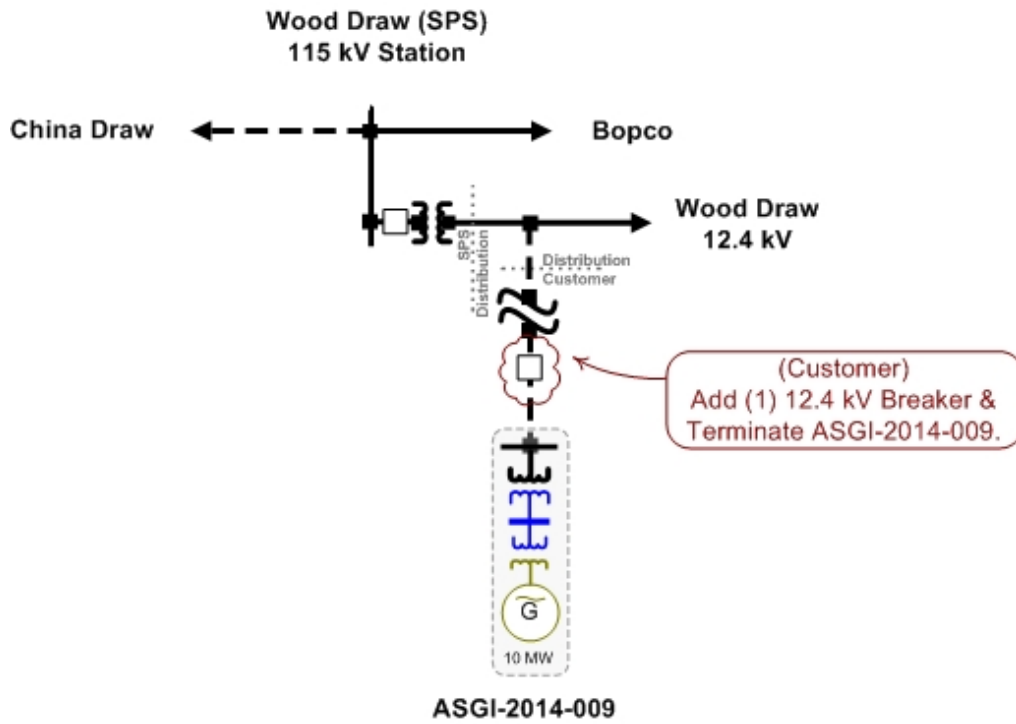 Wood Draw (SPS)
115 kV Station
China Draw
Bopco
Wood Draw
12.4 kV
SPS
Distribution
Distribution
Customer
(Customer)
Add (1) 12.4 kV Breaker &
Terminate ASGI-2014-009.
G
10 MW
ASGI-2014-009